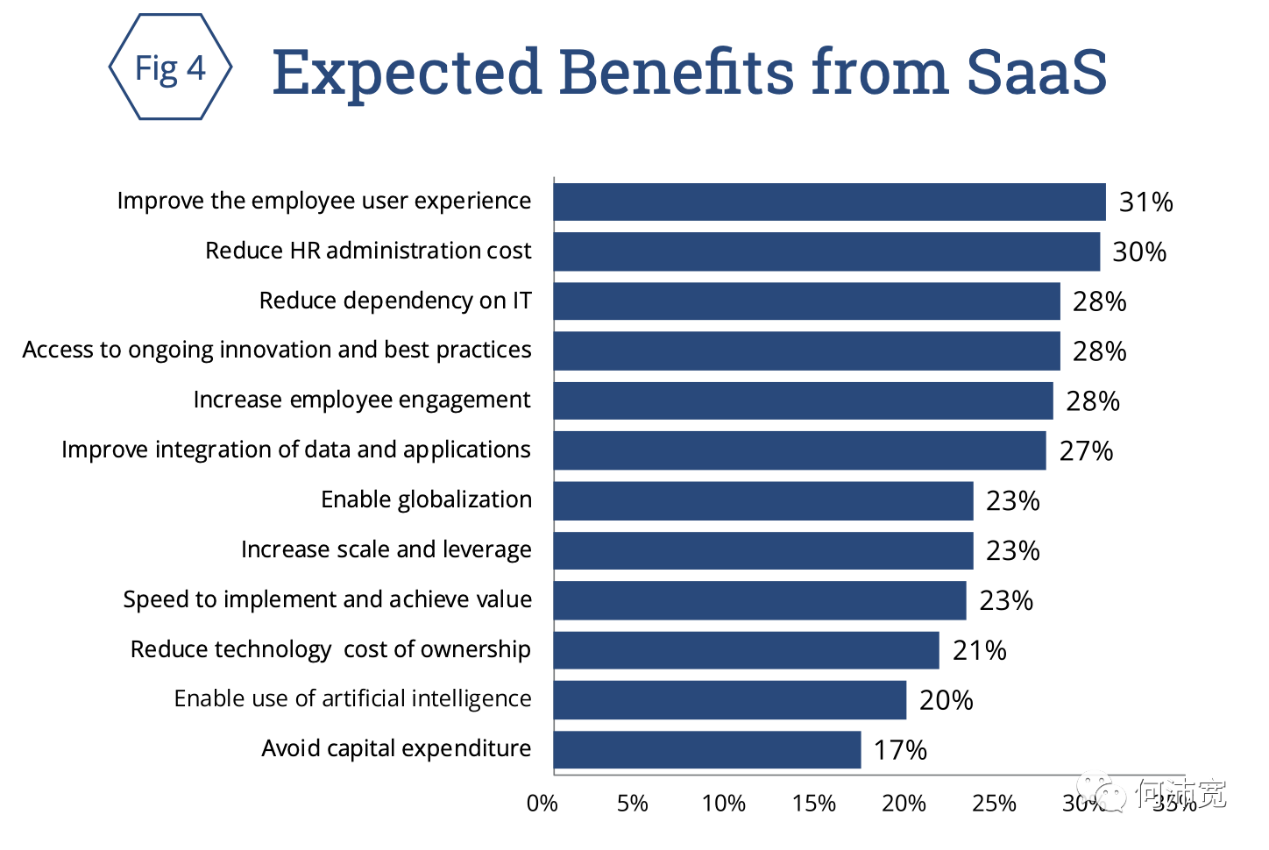 Fig 4
Expected Benefits from SaaS
Improve the employee user experience 31%
Reduce HR administration cost 30%
Reduce dependency on IT 28%
Access to ongoing innovation and best practices 28%
Increase employee engagement 28%
Improve integration of data and applications 27%
Enable globalization 23%
Increase scale and leverage 23%
Speed to implement and achieve value 23%
Reduce technology cost of ownership 21%
Enable use of artificial intelligence 20%
Avoid capital expenditure 17%
0% 5% 10% 15% 20% 25% 30% 35%
何沛宽